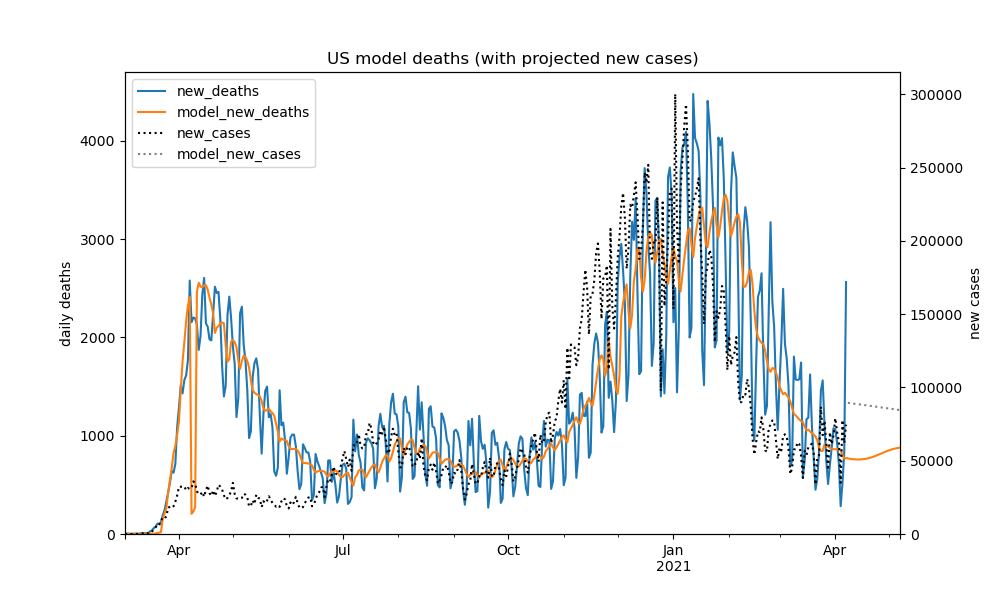 US model deaths (with projected new cases)
new_deaths
model_new_deaths
new_cases
model_new_cases
daily deaths
0
1000
2000
3000
4000
new cases
0
50000
100000
150000
200000
250000
300000
Apr
Jul
Oct
Jan
2021
Apr